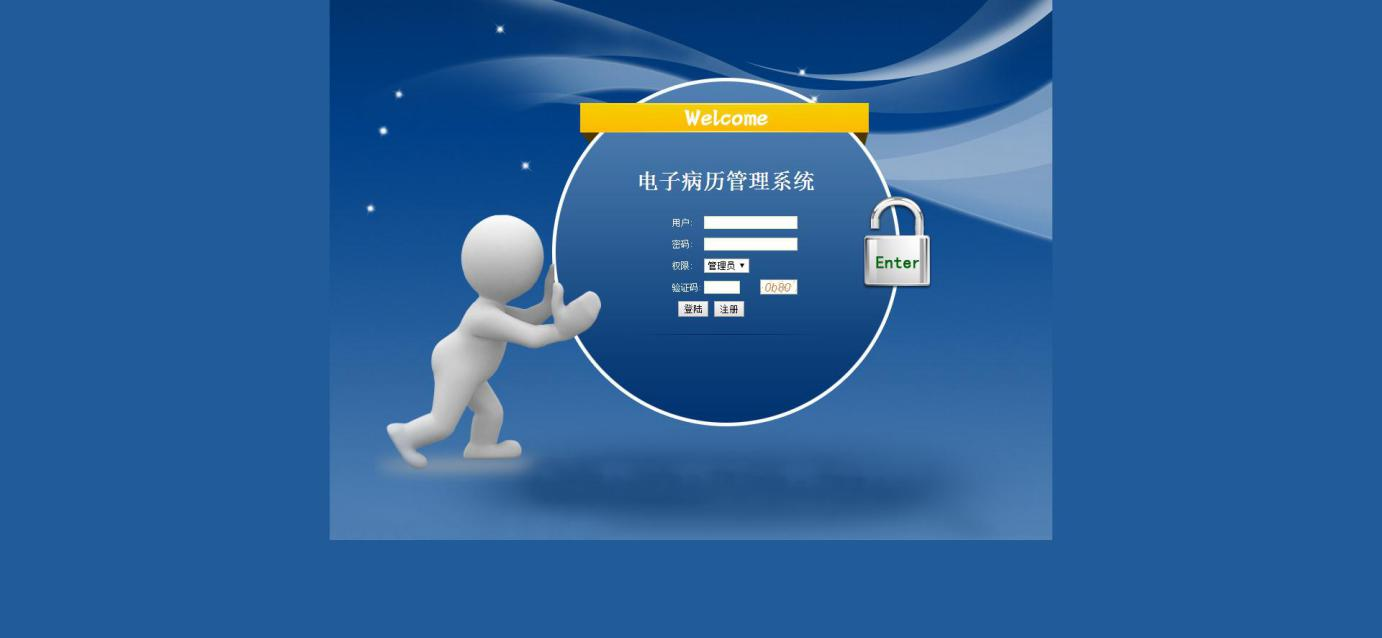 Welcome
电子病历管理系统
用户:
密码:
权限: 管理员
验证码: 0b80
登陆 注册
Enter